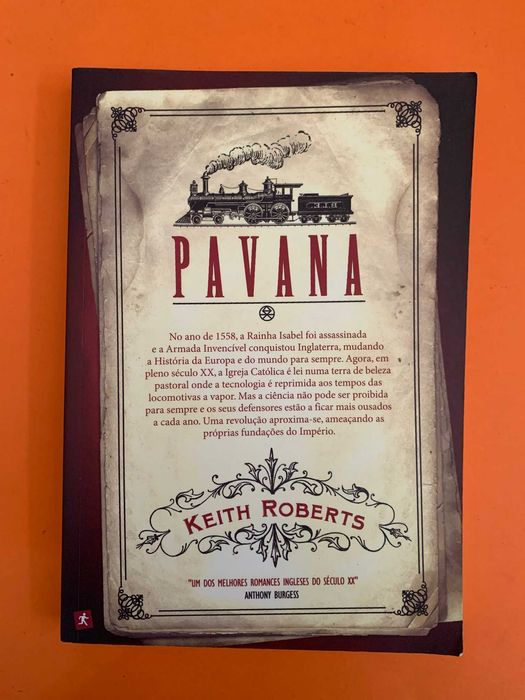 PAVANA
No ano de 1558, a Rainha Isabel foi assassinada
e a Armada Invencível conquistou Inglaterra, mudando
a História da Europa e do mundo para sempre. Agora, em
pleno século XX, a Igreja Católica é lei numa terra de beleza
pastoral onde a tecnologia é reprimida aos tempos das
locomotivas a vapor. Mas a ciência não pode ser proibida
para sempre e os seus defensores estão a ficar mais ousados
a cada ano. Uma revolução aproxima-se, ameaçando as
próprias fundações do Império.
KEITH ROBERTS
"UM DOS MELHORES ROMANCES INGLESES DO SÉCULO XX"
ANTHONY BURGESS